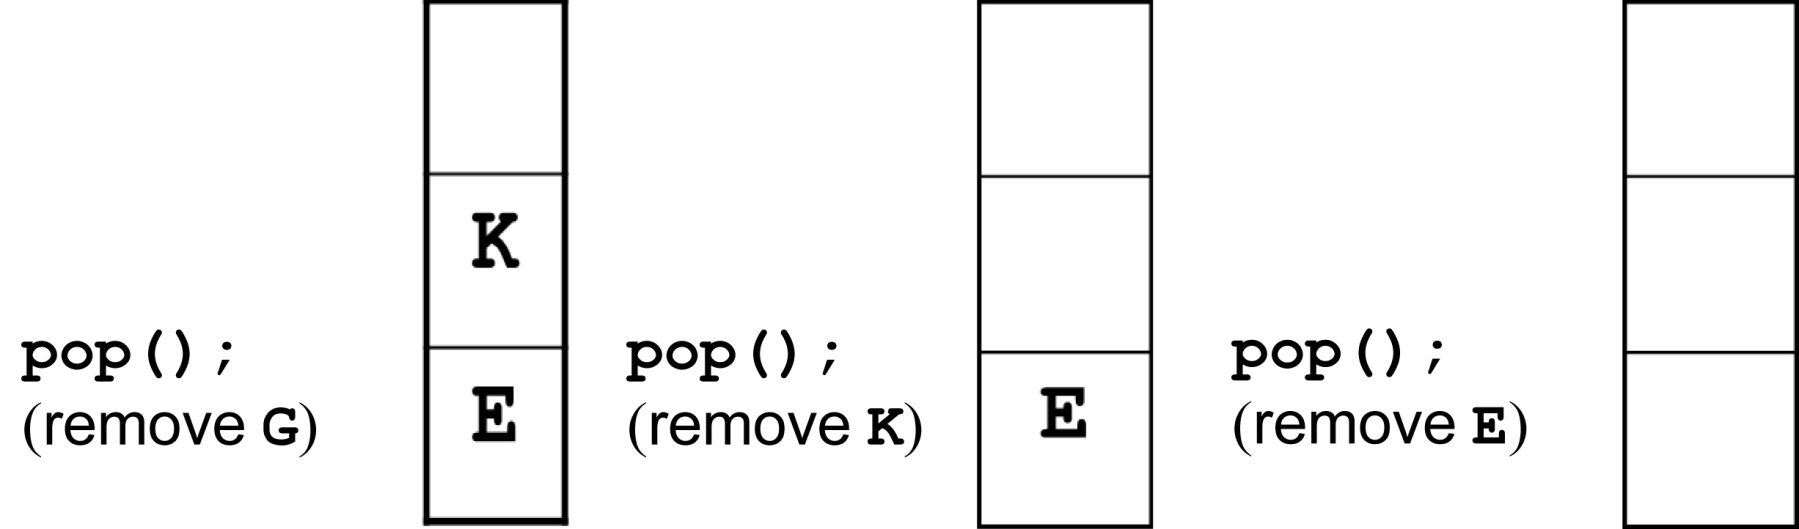 K
E
pop();
(remove G)
pop();
(remove K)
E
pop();
(remove E)